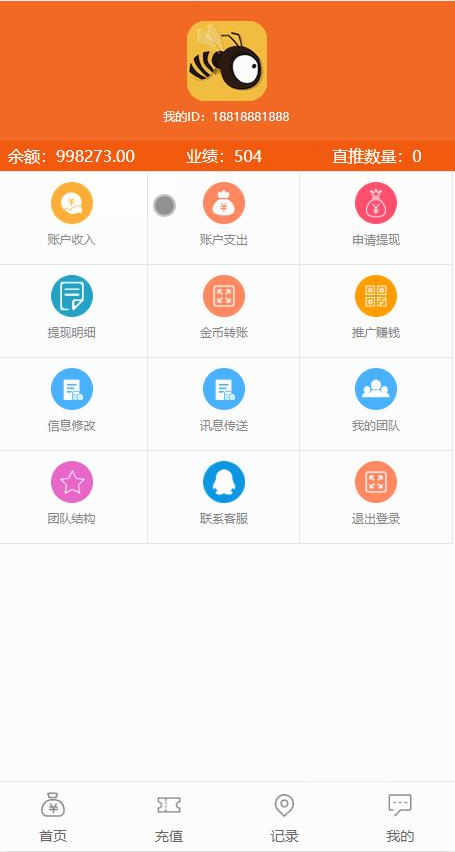 我的ID：18818881888
余额：998273.00 业绩：504 直推数量：0
账户收入 账户支出 申请提现
提现明细 金币转账 推广赚钱
信息修改 讯息传送 我的团队
团队结构 联系客服 退出登录
首页 充值 记录 我的